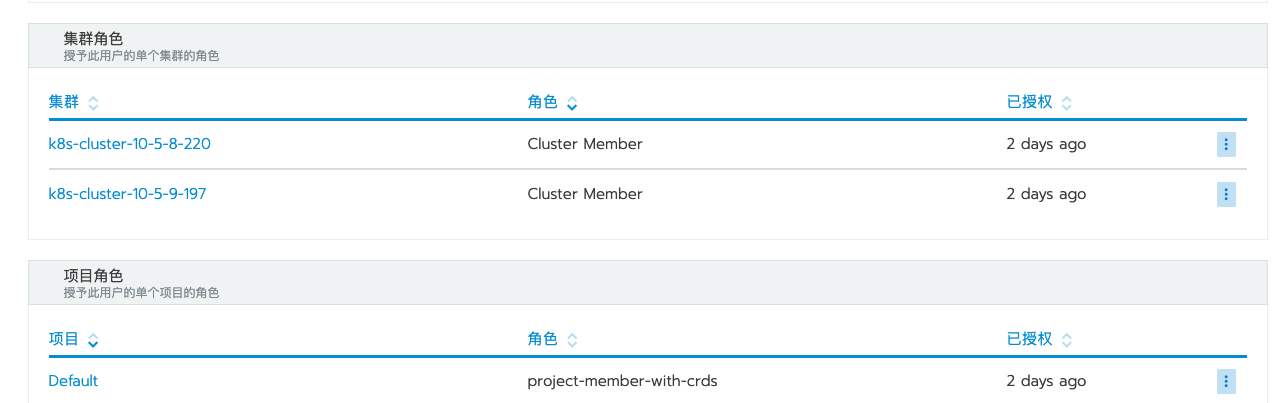 集群角色
授予此用户的单个集群的角色
集群 角色 已授权
k8s-cluster-10-5-8-220 Cluster Member 2 days ago
k8s-cluster-10-5-9-197 Cluster Member 2 days ago
项目角色
授予此用户的单个项目的角色
项目 角色 已授权
Default project-member-with-crds 2 days ago